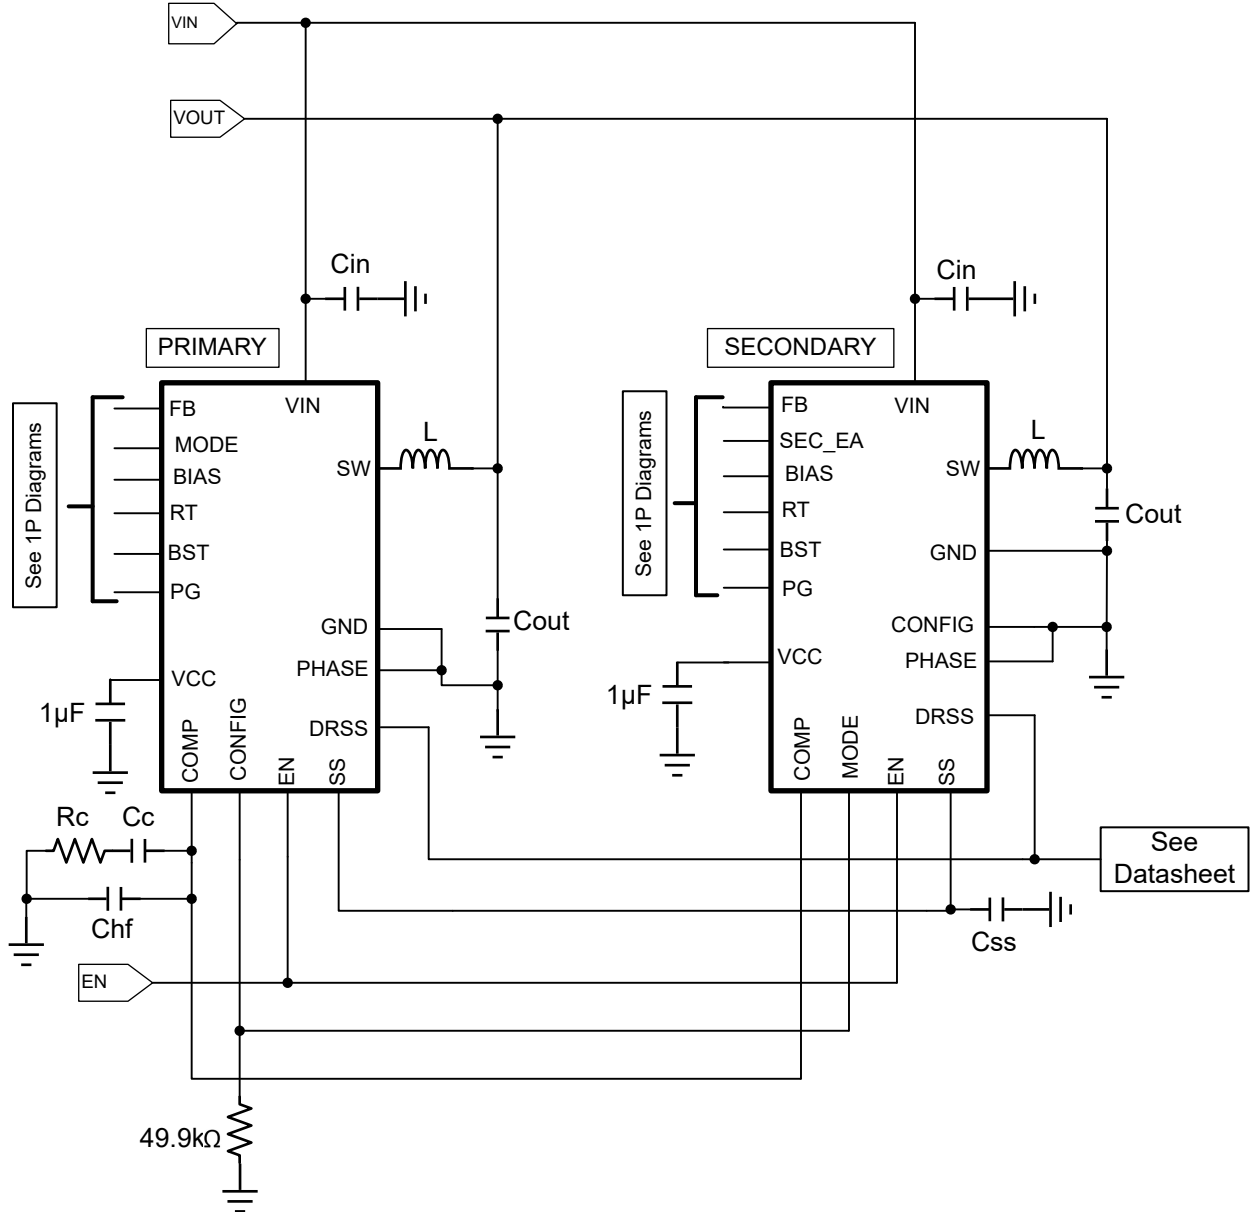 VIN
VOUT
Cin
Cin
PRIMARY
SECONDARY
See 1P Diagrams
FB
MODE
BIAS
RT
BST
PG
VCC
VIN
SW
GND
PHASE
DRSS
COMP
CONFIG
EN
SS
L
Cout
1µF
See 1P Diagrams
FB
SEC_EA
BIAS
RT
BST
PG
VCC
VIN
SW
GND
CONFIG
PHASE
DRSS
COMP
MODE
EN
SS
L
Cout
1µF
Rc
Cc
Chf
See
Datasheet
Css
EN
49.9kΩ